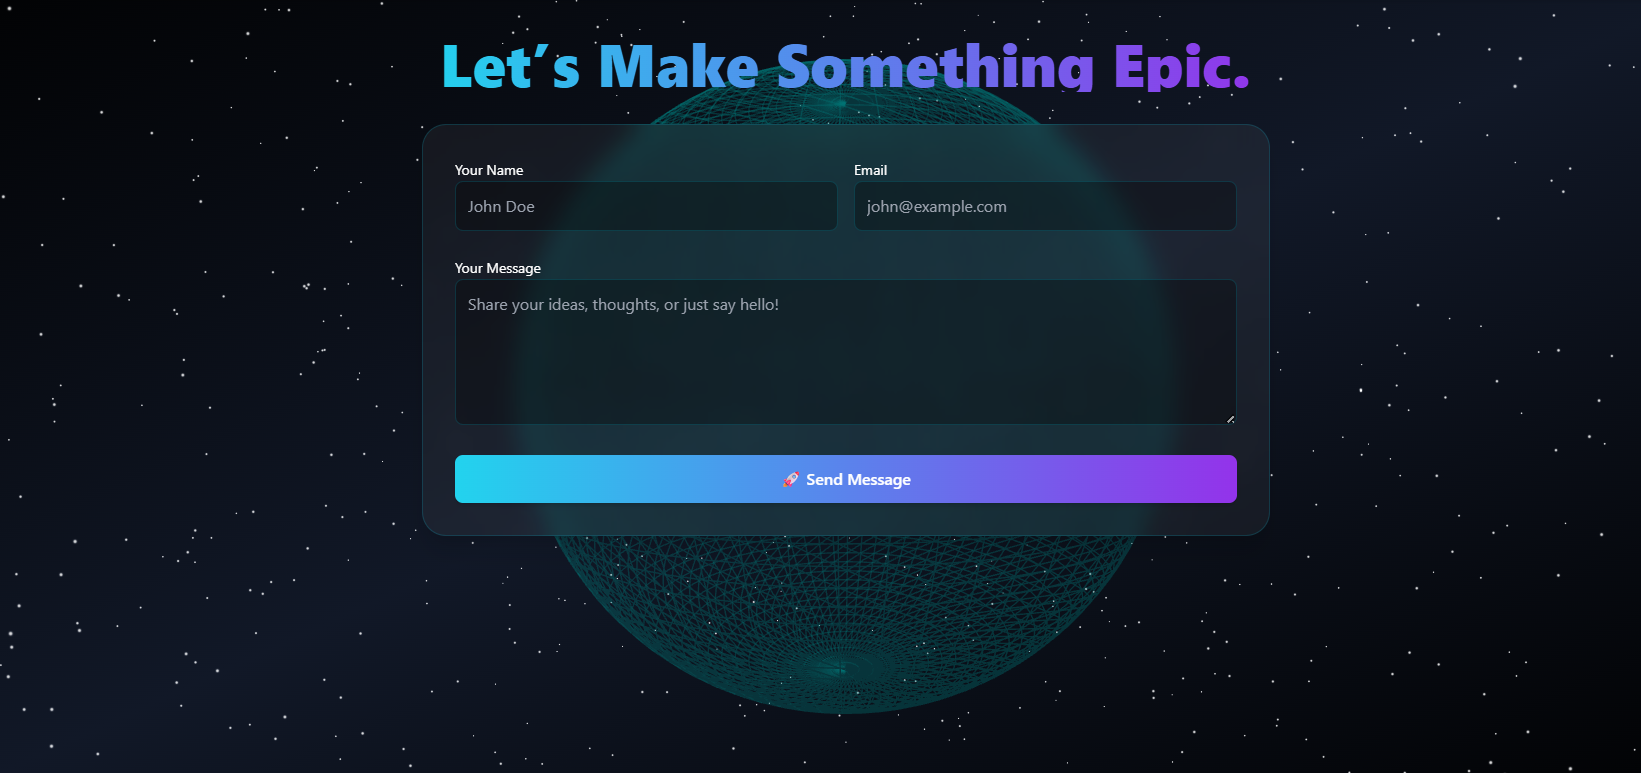 Let’s Make Something Epic.
Your Name
Email
John Doe
john@example.com
Your Message
Share your ideas, thoughts, or just say hello!
🚀 Send Message